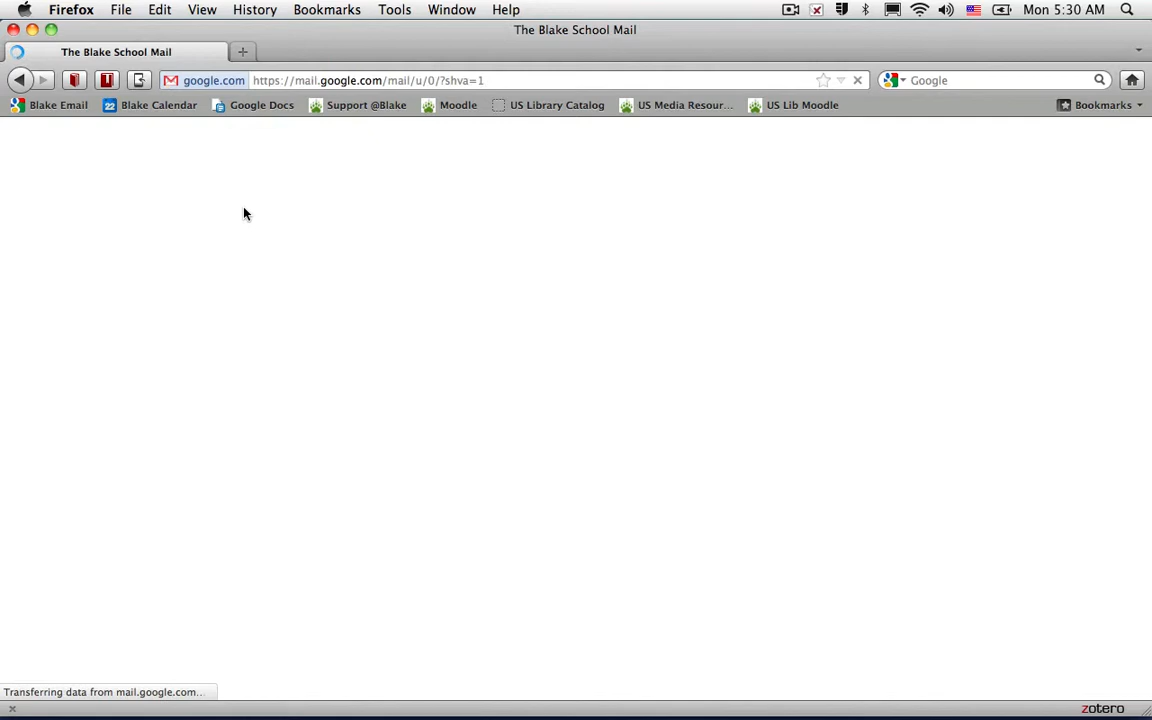 Firefox File Edit View History Bookmarks Tools Window Help Mon 5:30 AM
The Blake School Mail
The Blake School Mail
google.com https://mail.google.com/mail/u/0/?shva=1 Google
Blake Email 22 Blake Calendar Google Docs Support @Blake Moodle US Library Catalog US Media Resour... US Lib Moodle Bookmarks
Transferring data from mail.google.com...
zotero